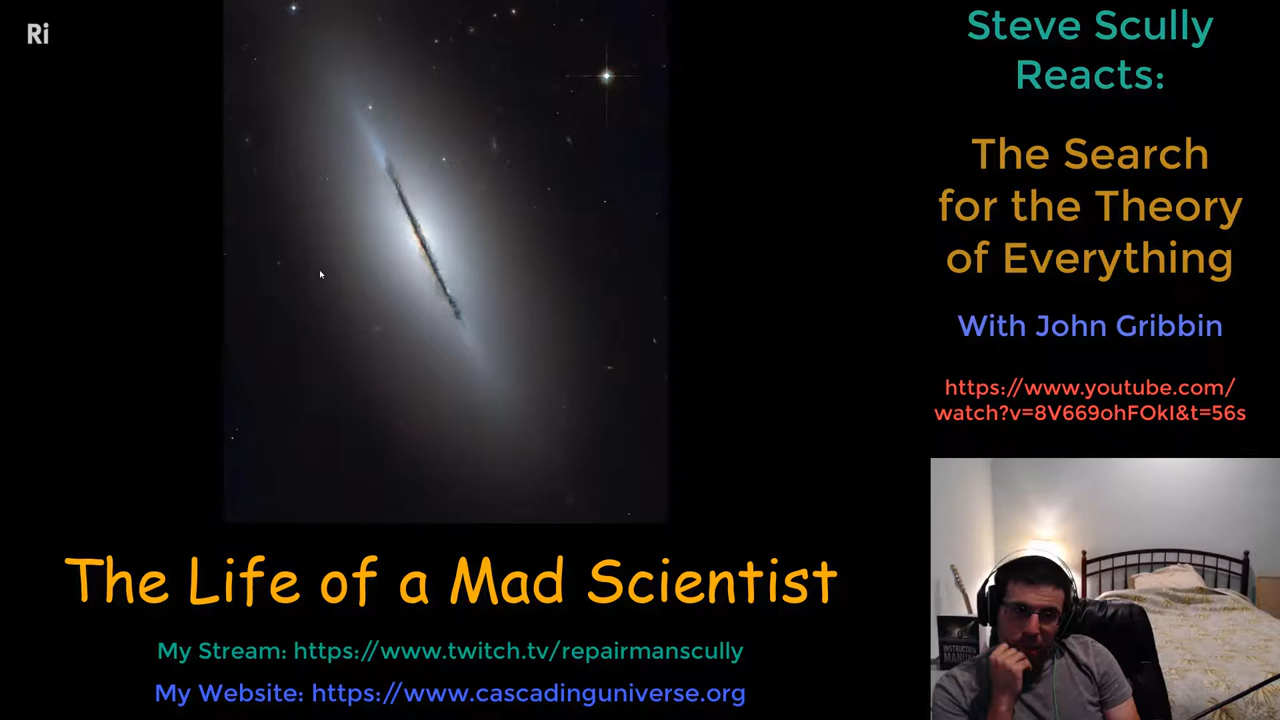 Ri
Steve Scully
Reacts:
The Search
for the Theory
of Everything
With John Gribbin
https://www.youtube.com/
watch?v=8V669ohFOkI&t=56s
The Life of a Mad Scientist
My Stream: https://www.twitch.tv/repairmanscully
My Website: https://www.cascadinguniverse.org
INSTRUCTION
MANUAL